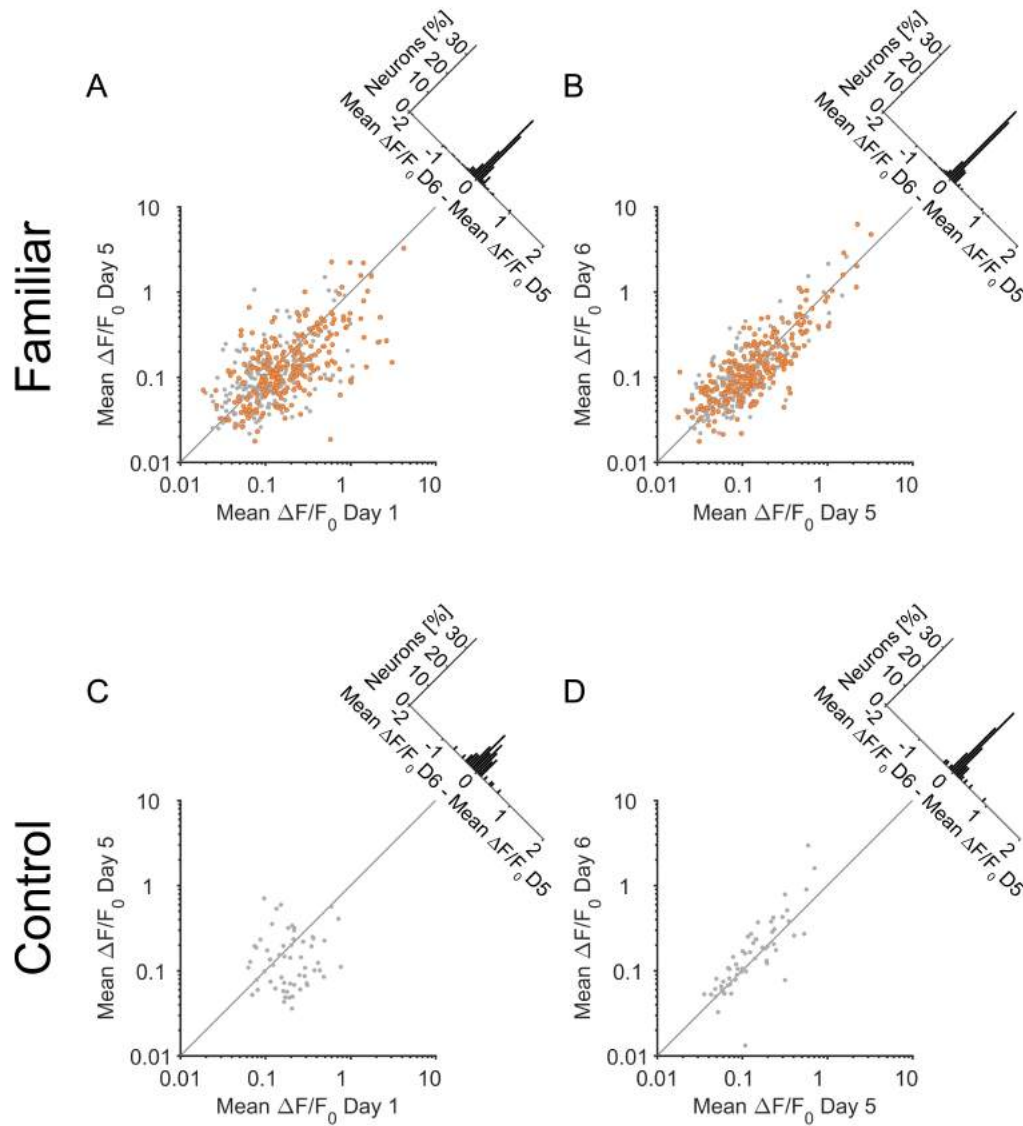 Familiar
A
Neurons [%]
0 10 20 30
Mean ΔF/F₀ D6 - Mean ΔF/F₀ D5
-2 -1 0 1 2
Mean ΔF/F₀ Day 5
10
1
0.1
0.01
0.01 0.1 1 10
Mean ΔF/F₀ Day 1
B
Neurons [%]
0 10 20 30
Mean ΔF/F₀ D6 - Mean ΔF/F₀ D5
-2 -1 0 1 2
Mean ΔF/F₀ Day 6
10
1
0.1
0.01
0.01 0.1 1 10
Mean ΔF/F₀ Day 5
Control
C
Neurons [%]
0 10 20 30
Mean ΔF/F₀ D6 - Mean ΔF/F₀ D5
-2 -1 0 1 2
Mean ΔF/F₀ Day 5
10
1
0.1
0.01
0.01 0.1 1 10
Mean ΔF/F₀ Day 1
D
Neurons [%]
0 10 20 30
Mean ΔF/F₀ D6 - Mean ΔF/F₀ D5
-2 -1 0 1 2
Mean ΔF/F₀ Day 6
10
1
0.1
0.01
0.01 0.1 1 10
Mean ΔF/F₀ Day 5